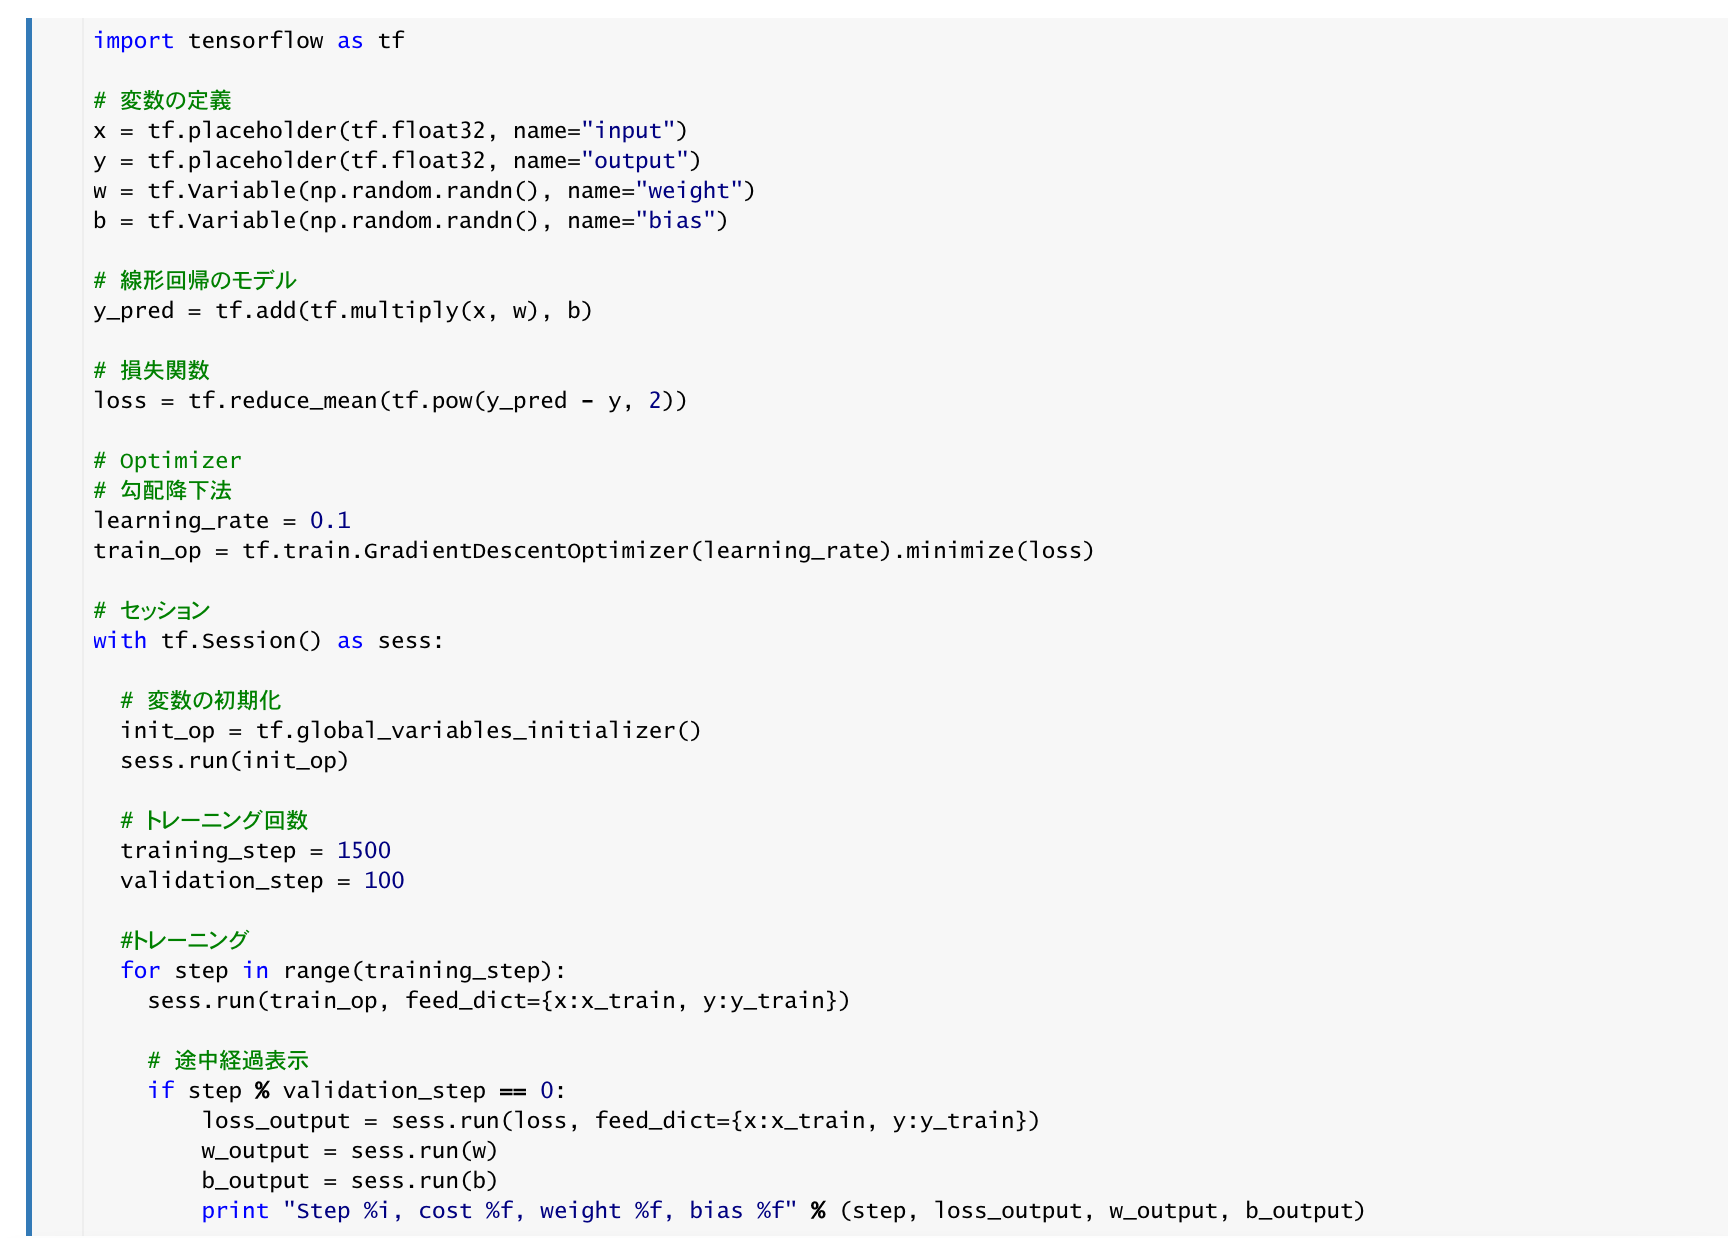 import tensorflow as tf
# 変数の定義
x = tf.placeholder(tf.float32, name="input")
y = tf.placeholder(tf.float32, name="output")
w = tf.Variable(np.random.randn(), name="weight")
b = tf.Variable(np.random.randn(), name="bias")
# 線形回帰のモデル
y_pred = tf.add(tf.multiply(x, w), b)
# 損失関数
loss = tf.reduce_mean(tf.pow(y_pred - y, 2))
# Optimizer
# 勾配降下法
learning_rate = 0.1
train_op = tf.train.GradientDescentOptimizer(learning_rate).minimize(loss)
# セッション
with tf.Session() as sess:
  # 変数の初期化
  init_op = tf.global_variables_initializer()
  sess.run(init_op)
  # トレーニング回数
  training_step = 1500
  validation_step = 100
  #トレーニング
  for step in range(training_step):
    sess.run(train_op, feed_dict={x:x_train, y:y_train})
    # 途中経過表示
    if step % validation_step == 0:
        loss_output = sess.run(loss, feed_dict={x:x_train, y:y_train})
        w_output = sess.run(w)
        b_output = sess.run(b)
        print "Step %i, cost %f, weight %f, bias %f" % (step, loss_output, w_output, b_output)